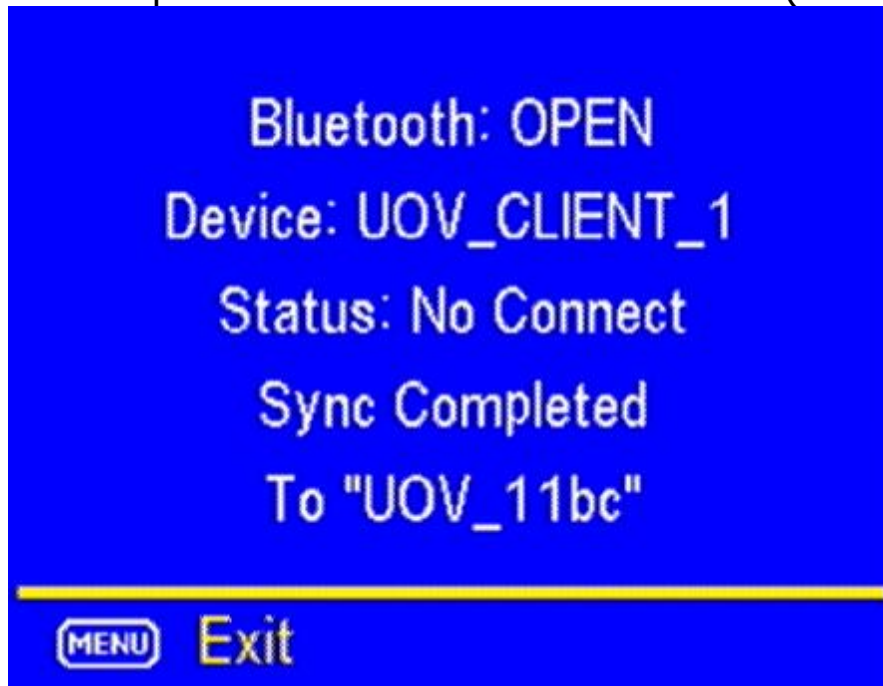 Bluetooth: OPEN
Device: UOV_CLIENT_1
Status: No Connect
Sync Completed
To "UOV_11bc"
MENU Exit